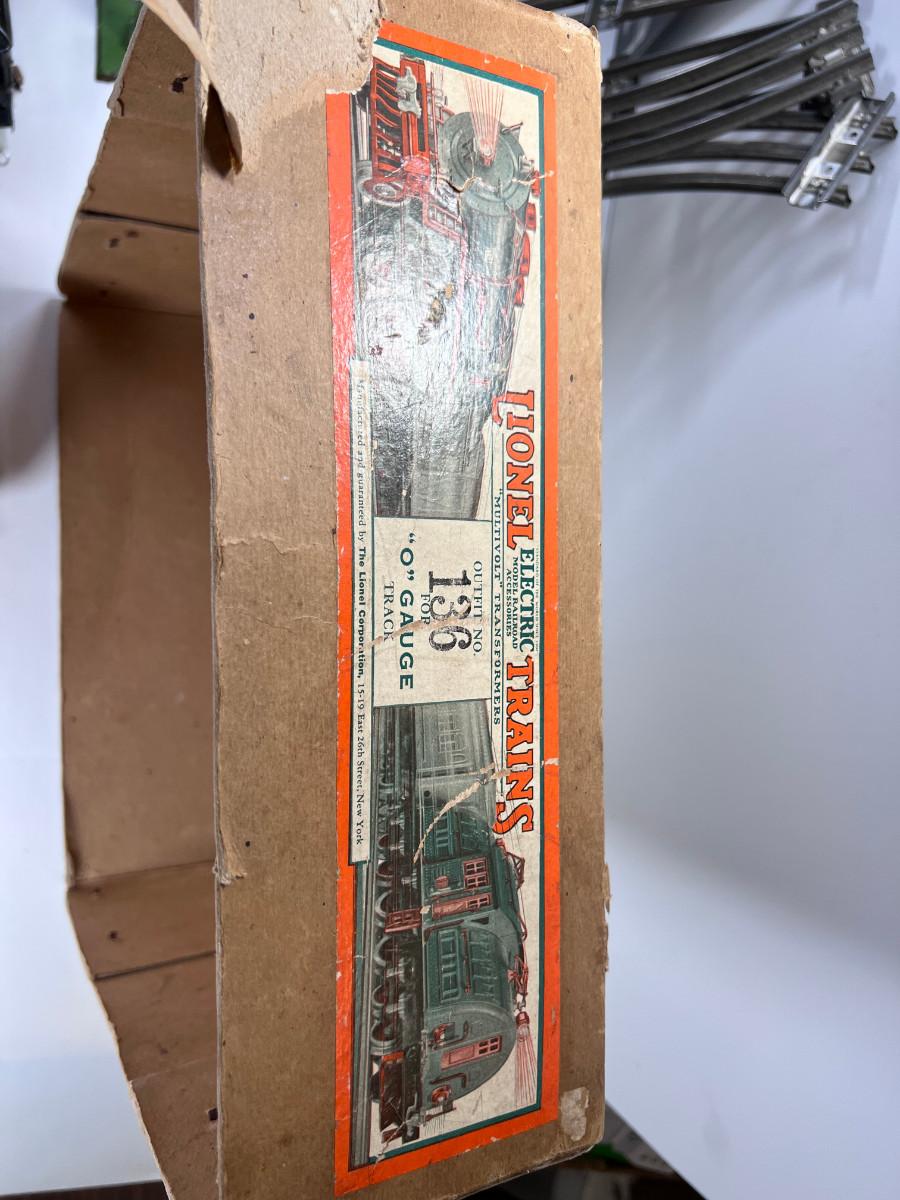 LIONEL ELECTRIC TRAINS
MODEL RAILROAD
ACCESSORIES
"MULTIVOLT" TRANSFORMERS
OUTFIT NO.
136
FOR
"O" GAUGE
TRACK
Manufactured and guaranteed by The Lionel Corporation, 15-19 East 26th Street, New York